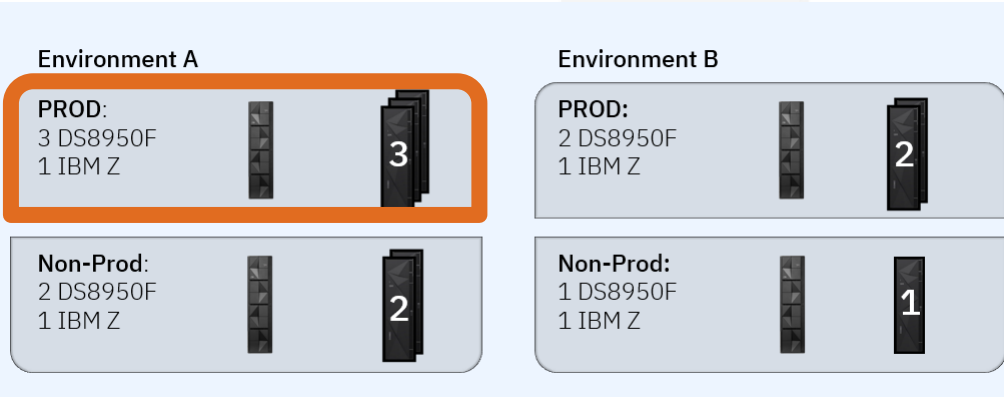 Environment A
PROD:
3 DS8950F
1 IBM Z
3
Non-Prod:
2 DS8950F
1 IBM Z
2
Environment B
PROD:
2 DS8950F
1 IBM Z
2
Non-Prod:
1 DS8950F
1 IBM Z
1